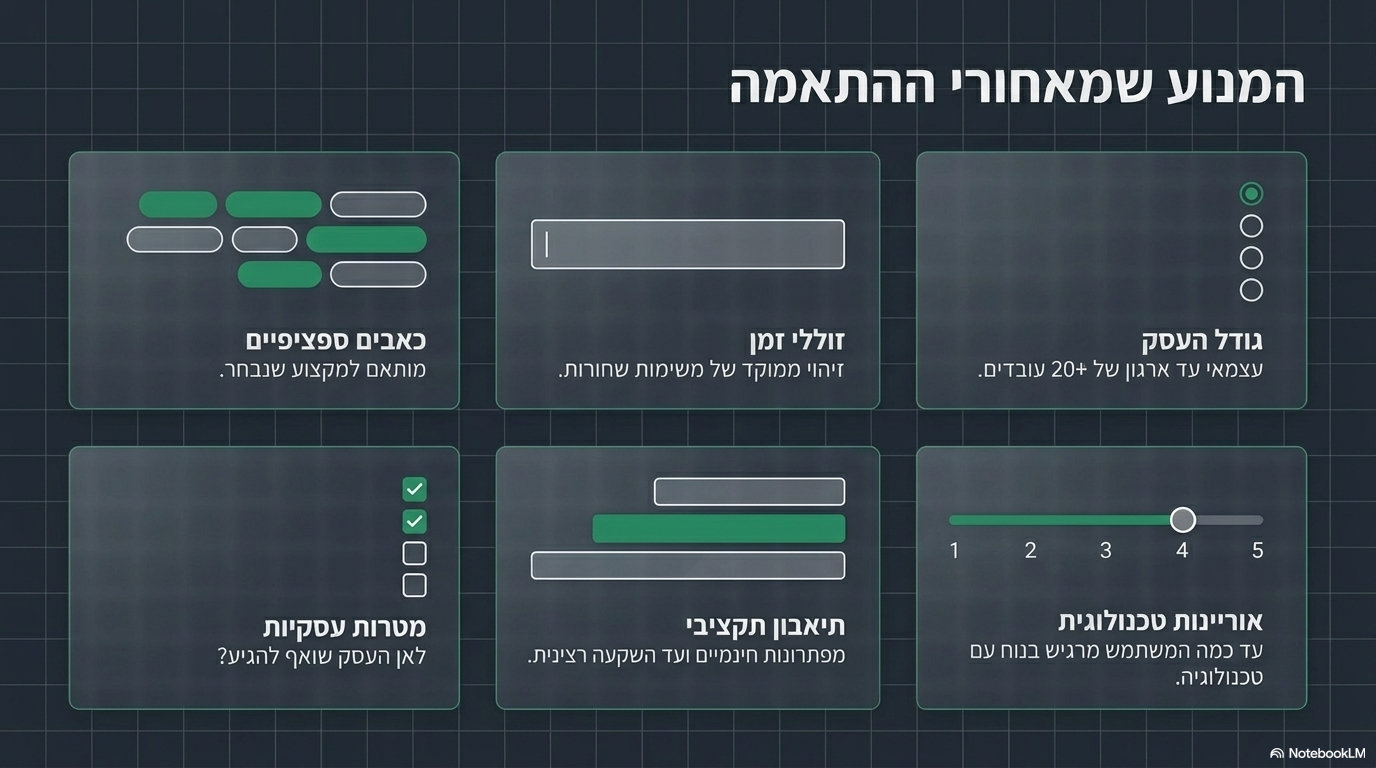 המנוע שמאחורי ההתאמה
גודל העסק
עצמאי עד ארגון של +20 עובדים.
זוללי זמן
זיהוי ממוקד של משימות שחורות.
כאבים ספציפיים
מותאם למקצוע שנבחר.
1 2 3 4 5
אוריינות טכנולוגית
עד כמה המשתמש מרגיש בנוח עם
טכנולוגיה.
תיאבון תקציבי
מפתרונות חינמיים ועד השקעה רצינית.
מטרות עסקיות
לאן העסק שואף להגיע?
NotebookLM